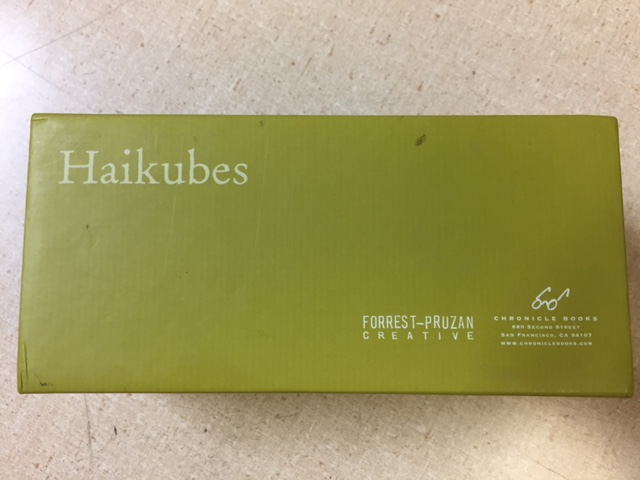 Haikubes
FORREST–PRUZAN
CREATIVE
CHRONICLE BOOKS
680 SECOND STREET
SAN FRANCISCO, CA 94107
WWW.CHRONICLEBOOKS.COM